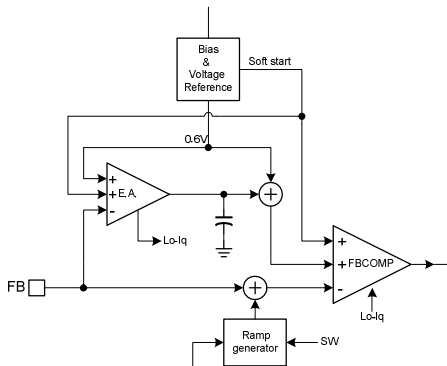 Bias
&
Voltage
Reference
Soft start
0.6V
+
+ E.A.
-
Lo-Iq
+
+
+ FBCOMP
-
FB
+
Lo-Iq
Ramp
generator
SW